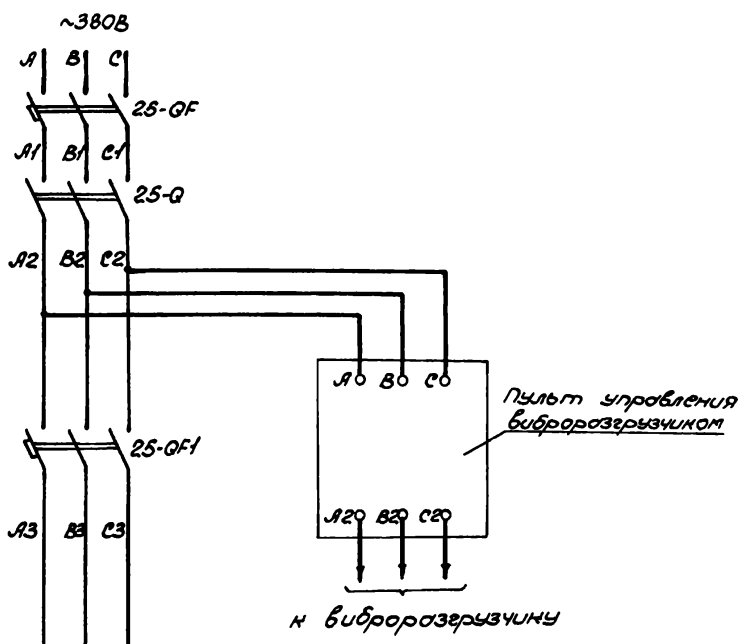 ~380В
А В С
25-QF
А1 В1 С1
25-Q
А2 В2 С2
А В С
Пульт управления
виброразгрузчиком
25-QF1
А2 В2 С2
А3 В3 С3
к виброразгрузчику